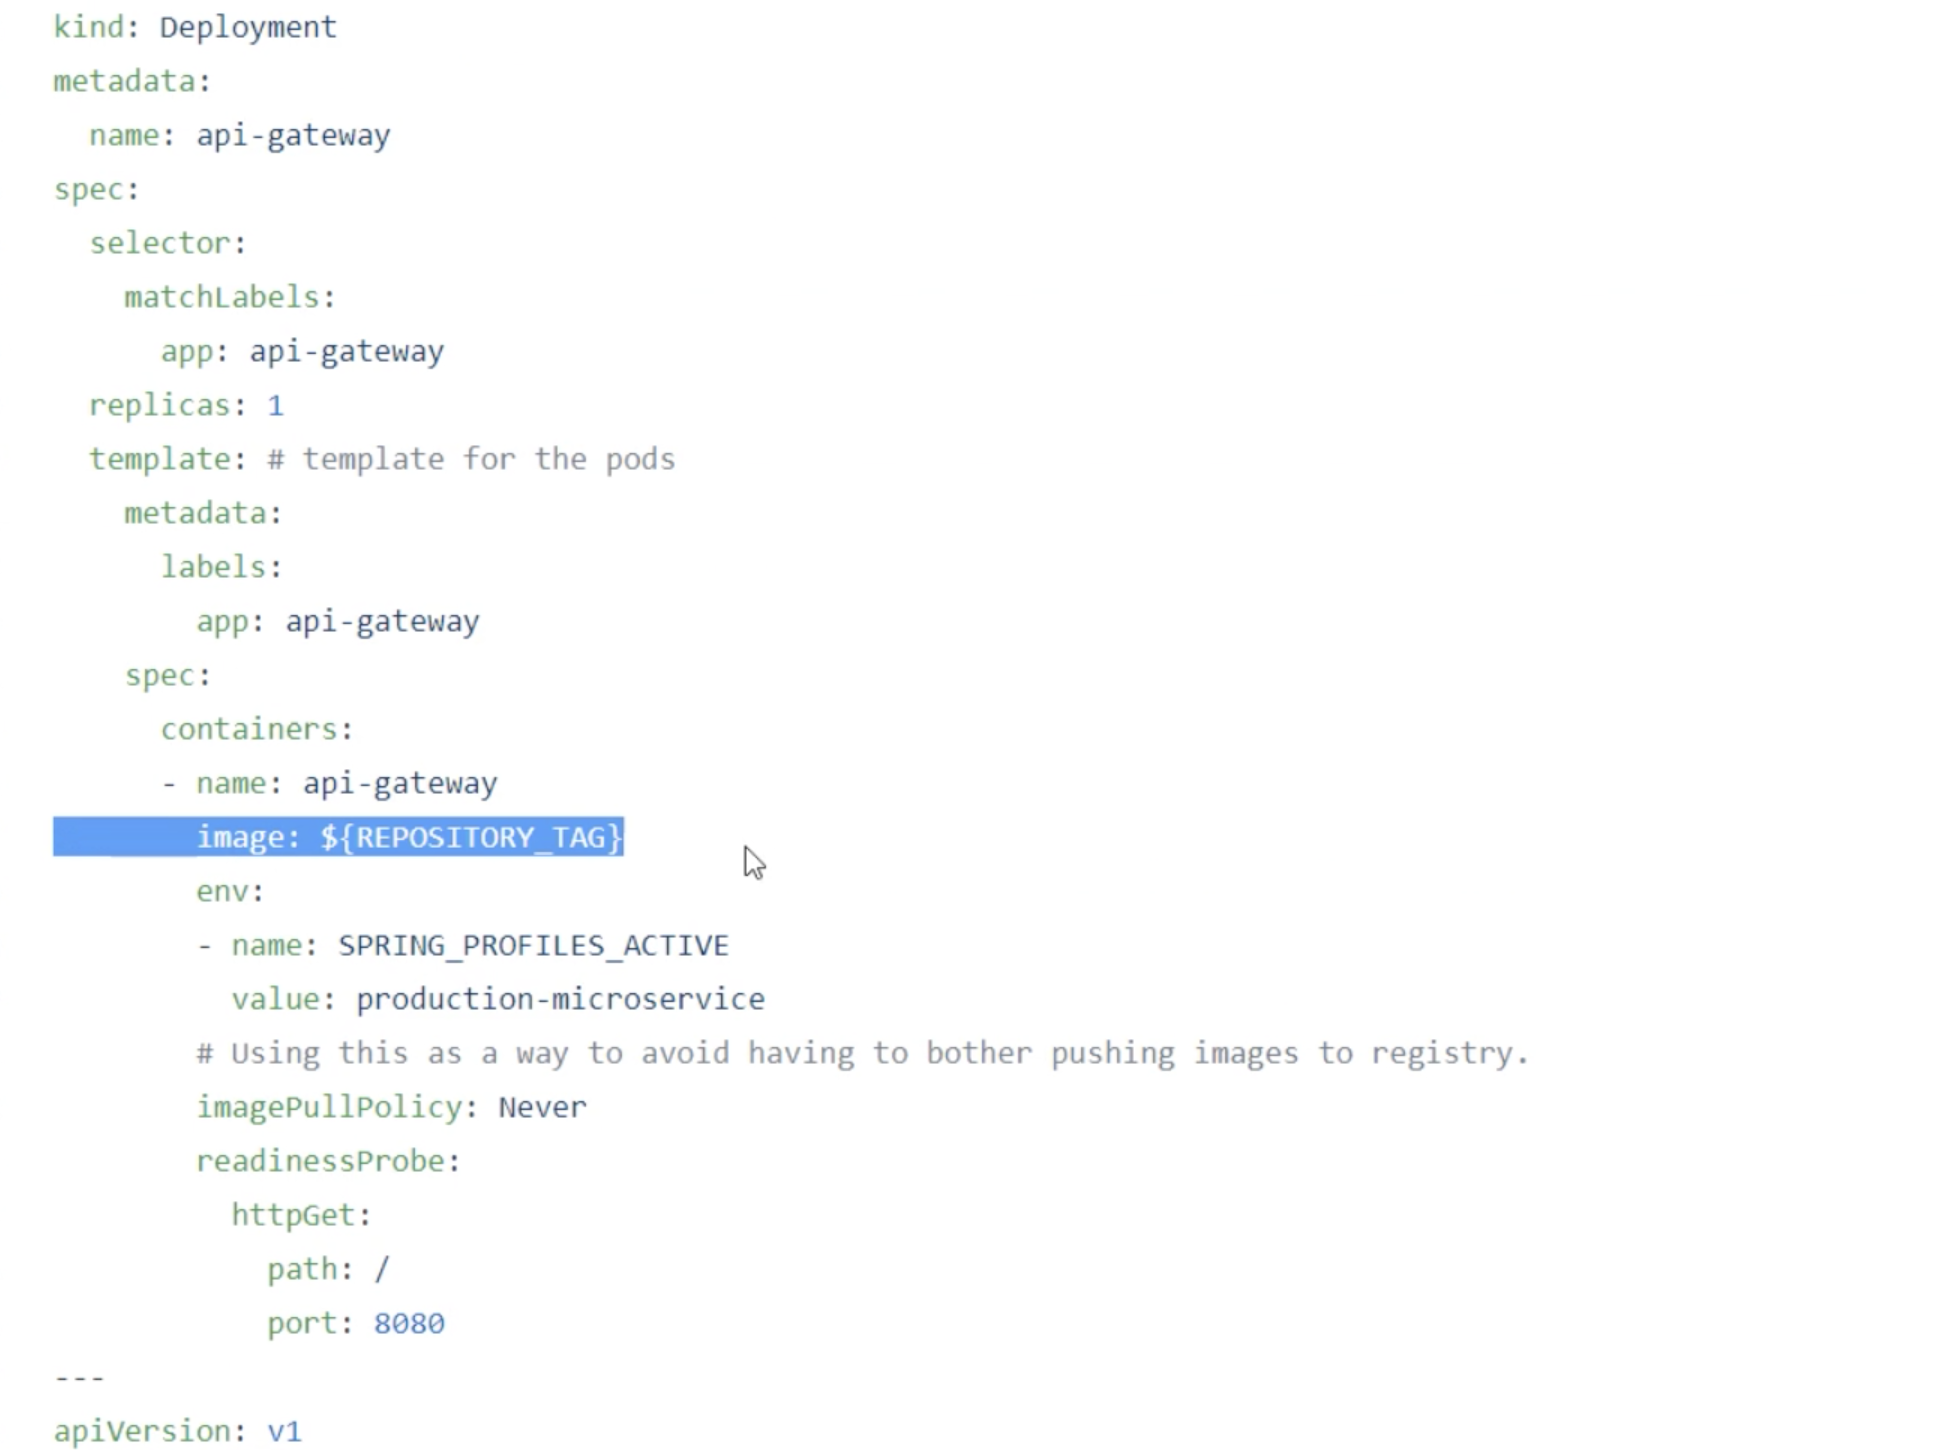 kind: Deployment
metadata:
  name: api-gateway
spec:
  selector:
    matchLabels:
      app: api-gateway
  replicas: 1
  template: # template for the pods
    metadata:
      labels:
        app: api-gateway
    spec:
      containers:
      - name: api-gateway
        image: ${REPOSITORY_TAG}
        env:
        - name: SPRING_PROFILES_ACTIVE
          value: production-microservice
        # Using this as a way to avoid having to bother pushing images to registry.
        imagePullPolicy: Never
        readinessProbe:
          httpGet:
            path: /
            port: 8080
---
apiVersion: v1